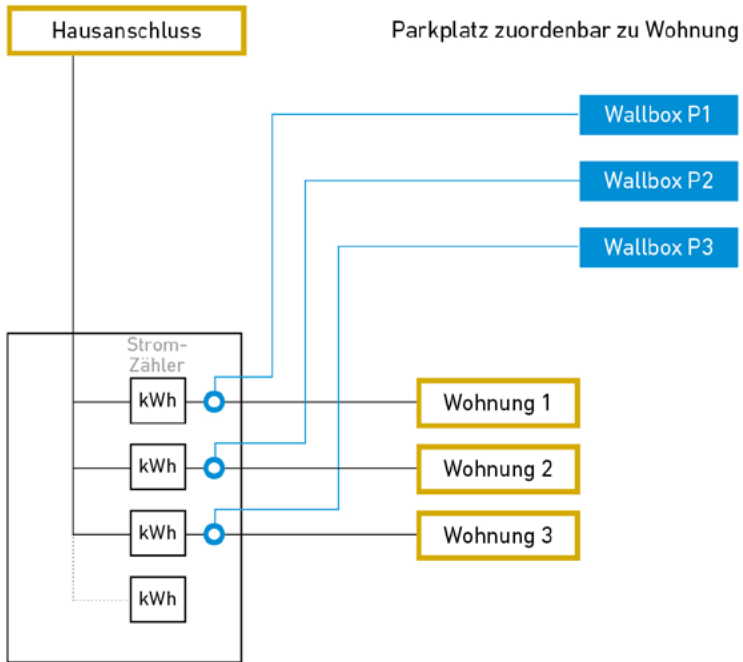 Hausanschluss
Parkplatz zuordenbar zu Wohnung
Wallbox P1
Wallbox P2
Wallbox P3
Strom-
Zähler
kWh
Wohnung 1
kWh
Wohnung 2
kWh
Wohnung 3
kWh